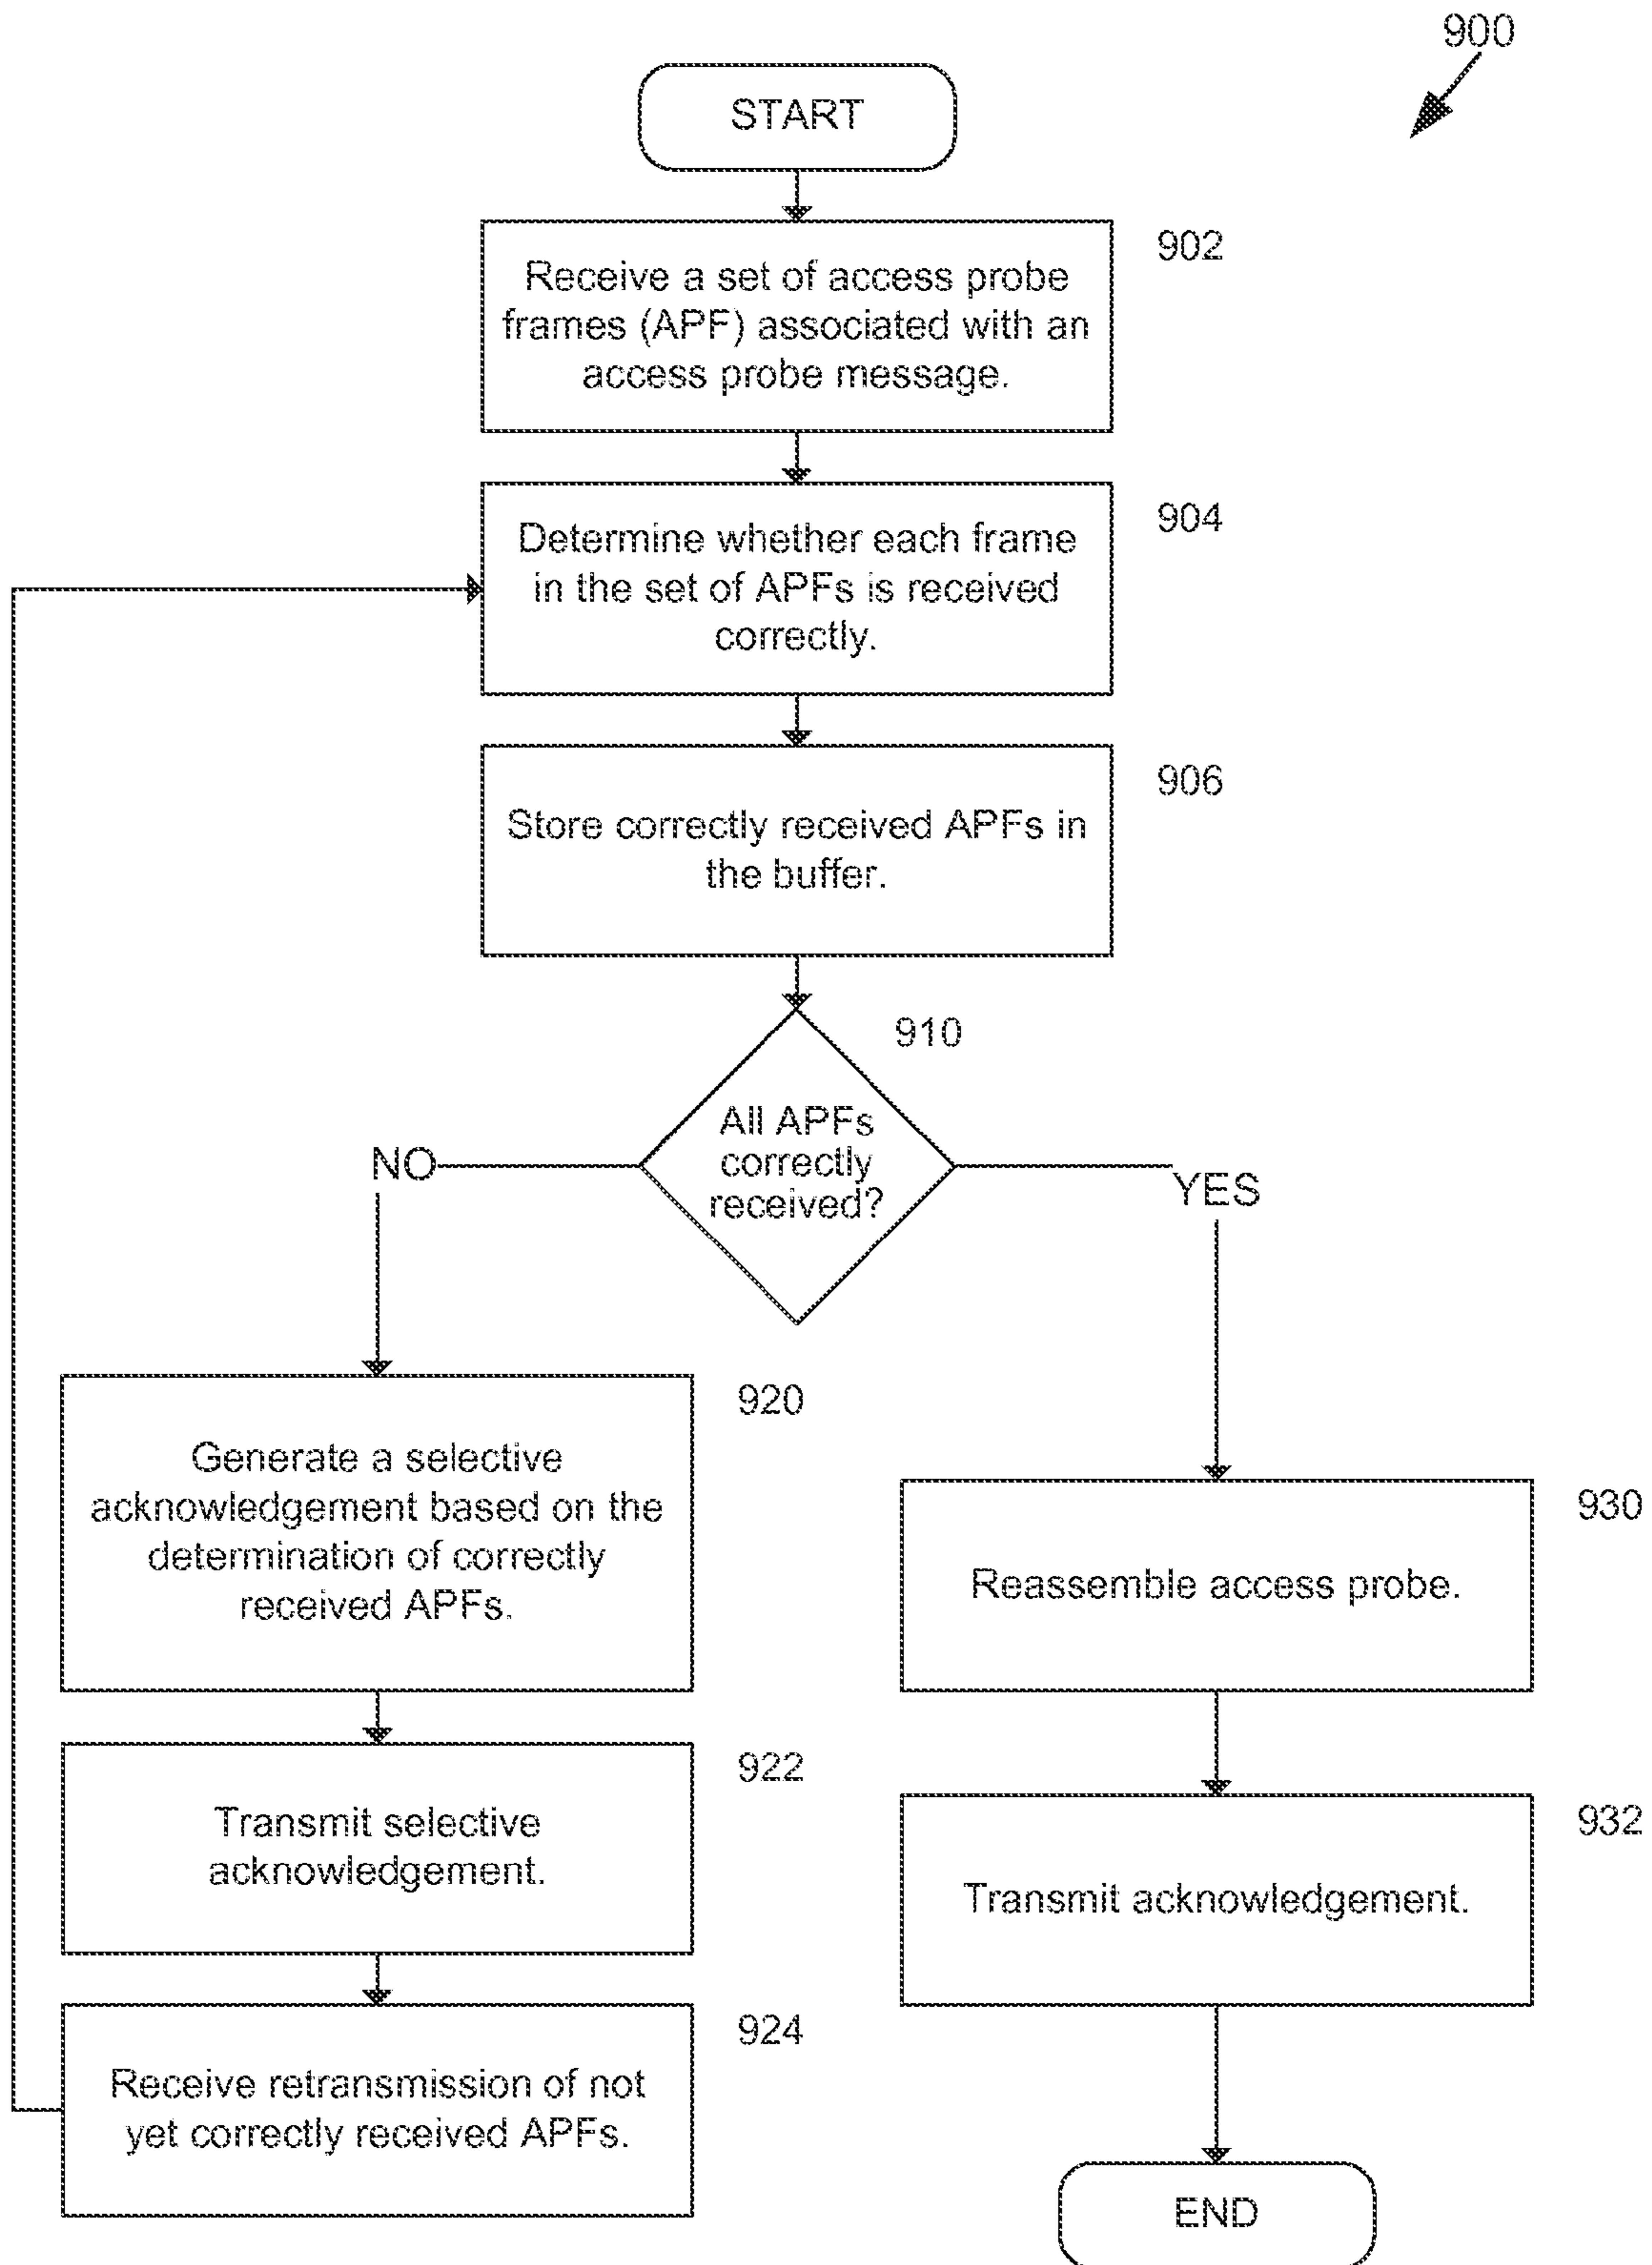 900
START
902
Receive a set of access probe
frames (APF) associated with an
access probe message.
904
Determine whether each frame
in the set of APFs is received
correctly.
906
Store correctly received APFs in
the buffer.
910
All APFs
correctly
received?
NO
YES
920
Generate a selective
acknowledgement based on the
determination of correctly
received APFs.
930
Reassemble access probe.
922
Transmit selective
acknowledgement.
932
Transmit acknowledgement.
924
Receive retransmission of not
yet correctly received APFs.
END